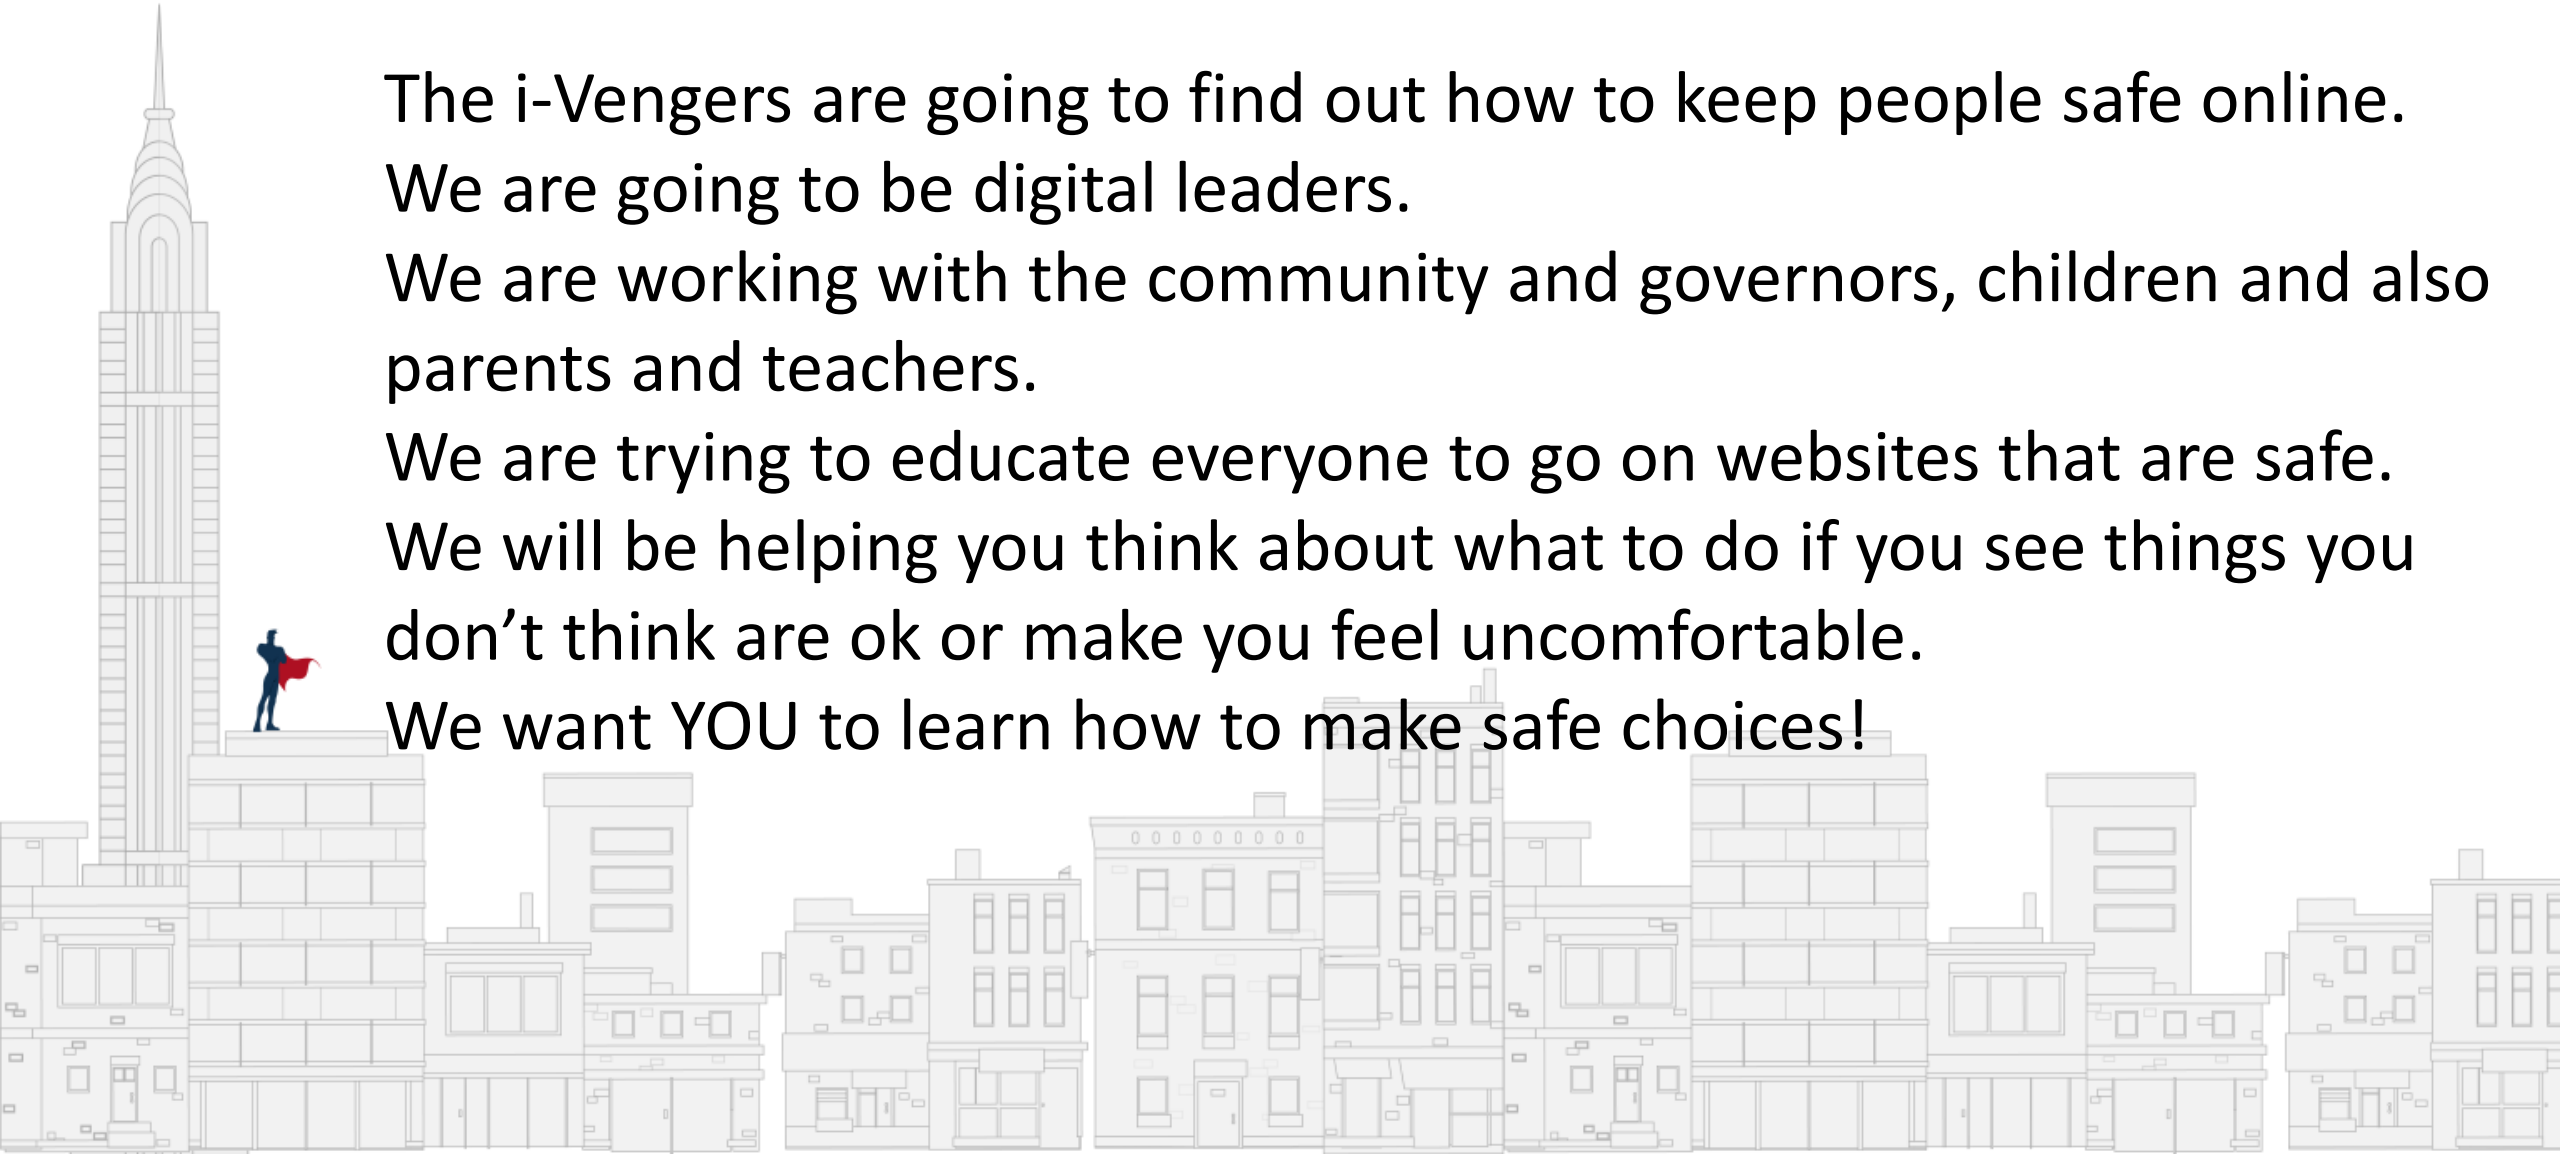 The i-Vengers are going to find out how to keep people safe online.
We are going to be digital leaders.
We are working with the community and governors, children and also
parents and teachers.
We are trying to educate everyone to go on websites that are safe.
We will be helping you think about what to do if you see things you
don’t think are ok or make you feel uncomfortable.
We want YOU to learn how to make safe choices!